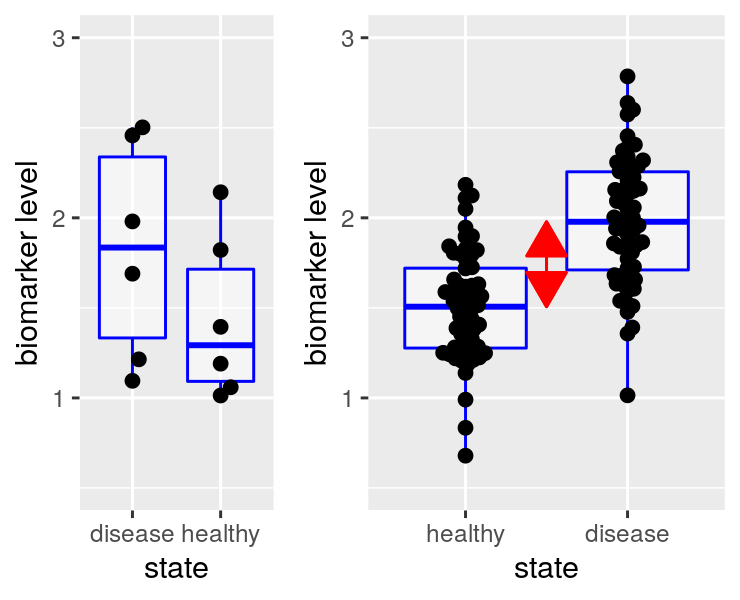 biomarker level
3
2
1
disease healthy
state
biomarker level
3
2
1
healthy disease
state